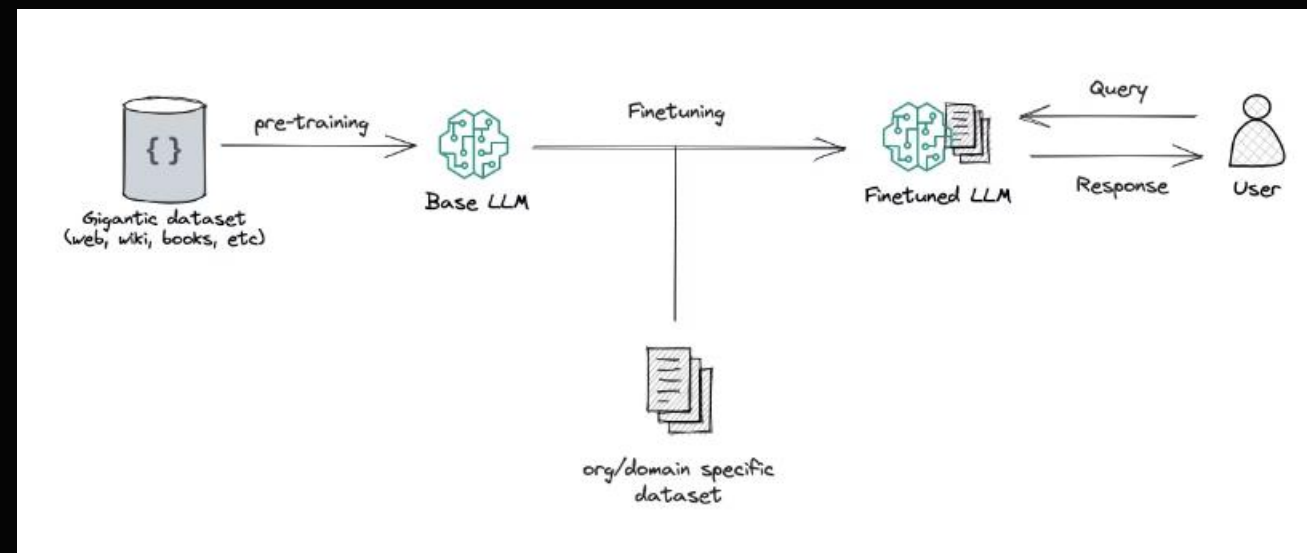 { }
pre-training
Finetuning
Query
Response
Base LLM
Finetuned LLM
User
Gigantic dataset
(web, wiki, books, etc)
org/domain specific
dataset